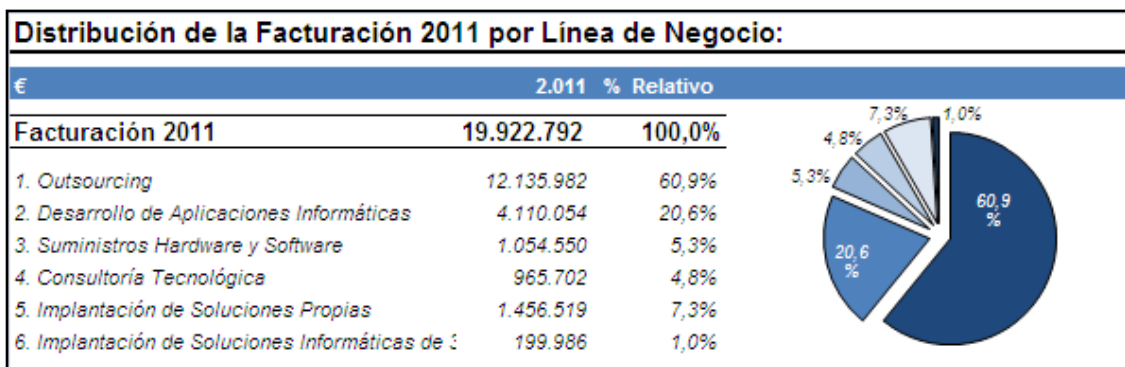 Distribución de la Facturación 2011 por Línea de Negocio:
€ 2.011 % Relativo
Facturación 2011 19.922.792 100,0%
1. Outsourcing 12.135.982 60,9%
2. Desarrollo de Aplicaciones Informáticas 4.110.054 20,6%
3. Suministros Hardware y Software 1.054.550 5,3%
4. Consultoría Tecnológica 965.702 4,8%
5. Implantación de Soluciones Propias 1.456.519 7,3%
6. Implantación de Soluciones Informáticas de 199.986 1,0%
7,3%
1,0%
4,8%
5,3%
60,9
%
20,6
%